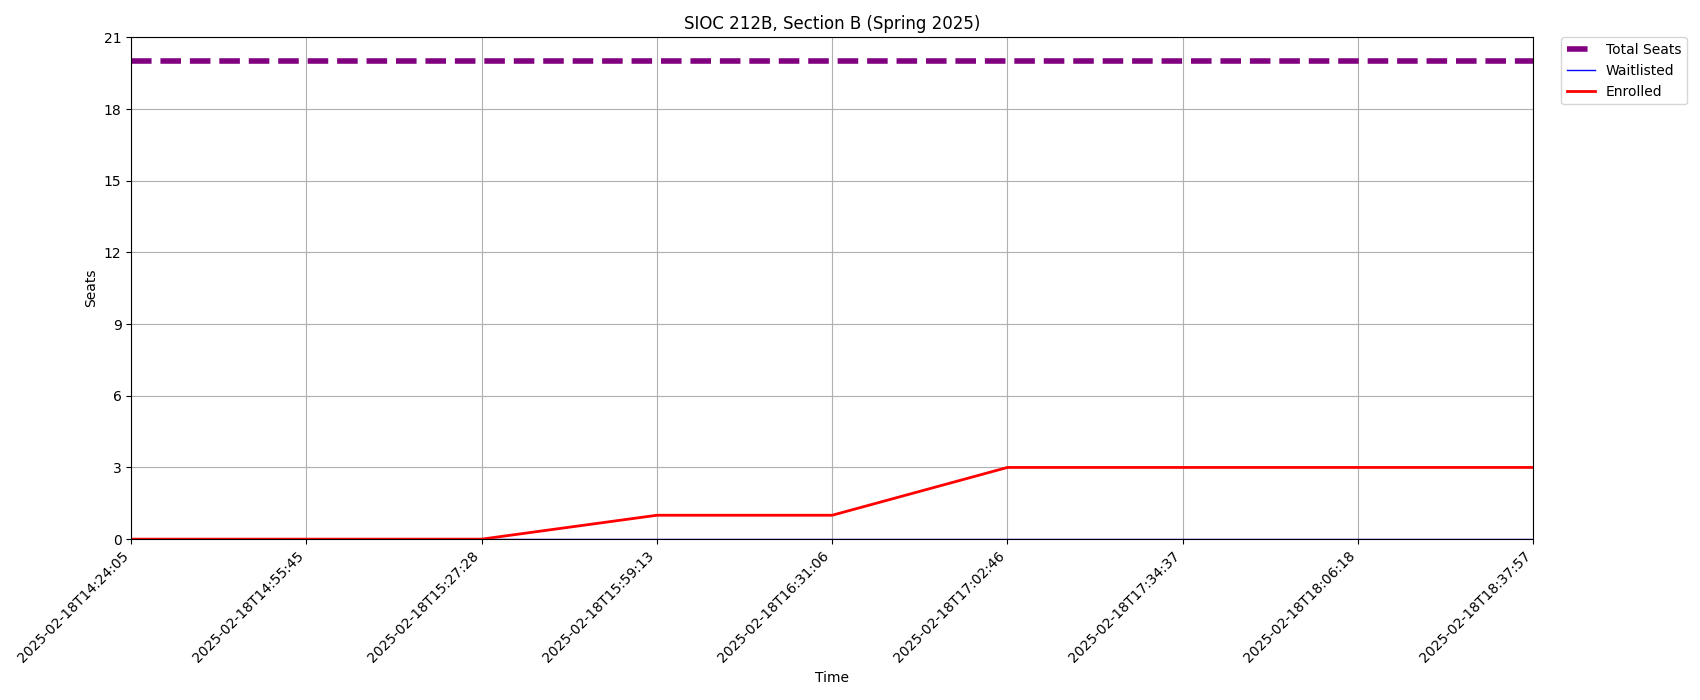 SIOC 212B, Section B (Spring 2025)
Total Seats
Waitlisted
Enrolled
Seats
21
18
15
12
9
6
3
0
2025-02-18T14:24:05
2025-02-18T14:55:45
2025-02-18T15:27:28
2025-02-18T15:59:13
2025-02-18T16:31:06
2025-02-18T17:02:46
2025-02-18T17:34:37
2025-02-18T18:06:18
2025-02-18T18:37:57
Time